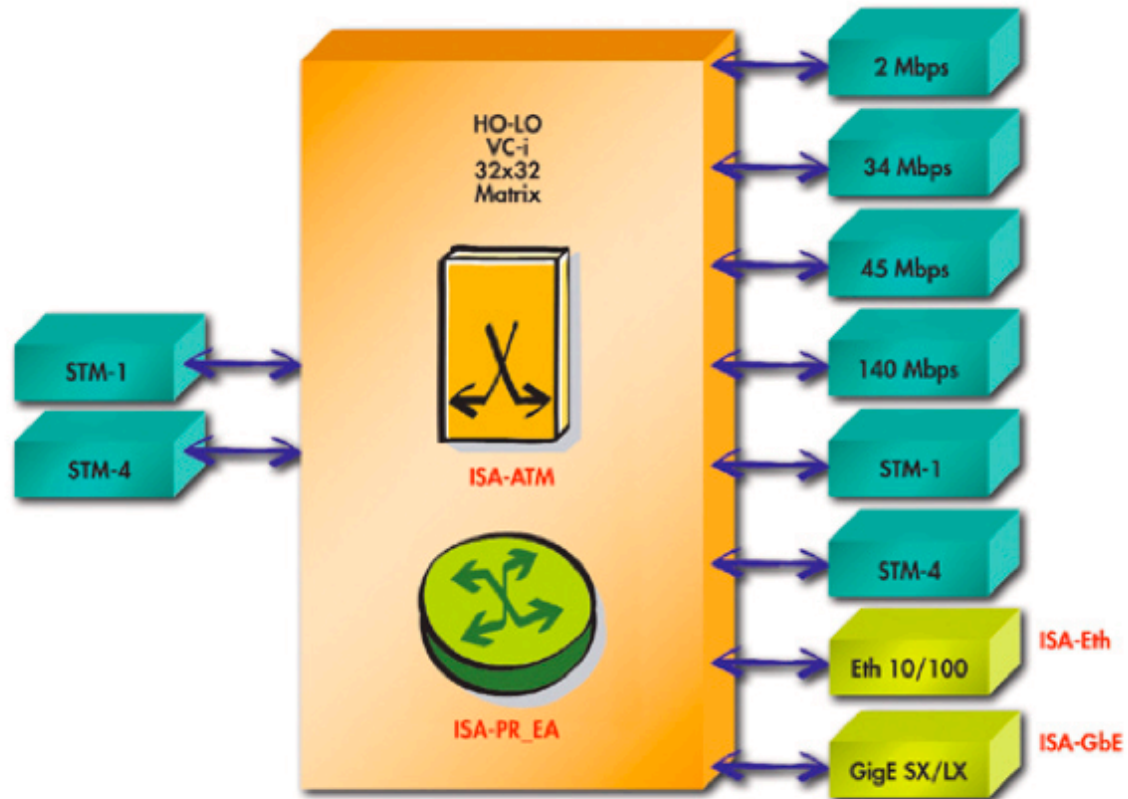 HO-LO
VC-i
32x32
Matrix
ISA-ATM
ISA-PR_EA
STM-1
STM-4
2 Mbps
34 Mbps
45 Mbps
140 Mbps
STM-1
STM-4
Eth 10/100
ISA-Eth
GigE SX/LX
ISA-GbE